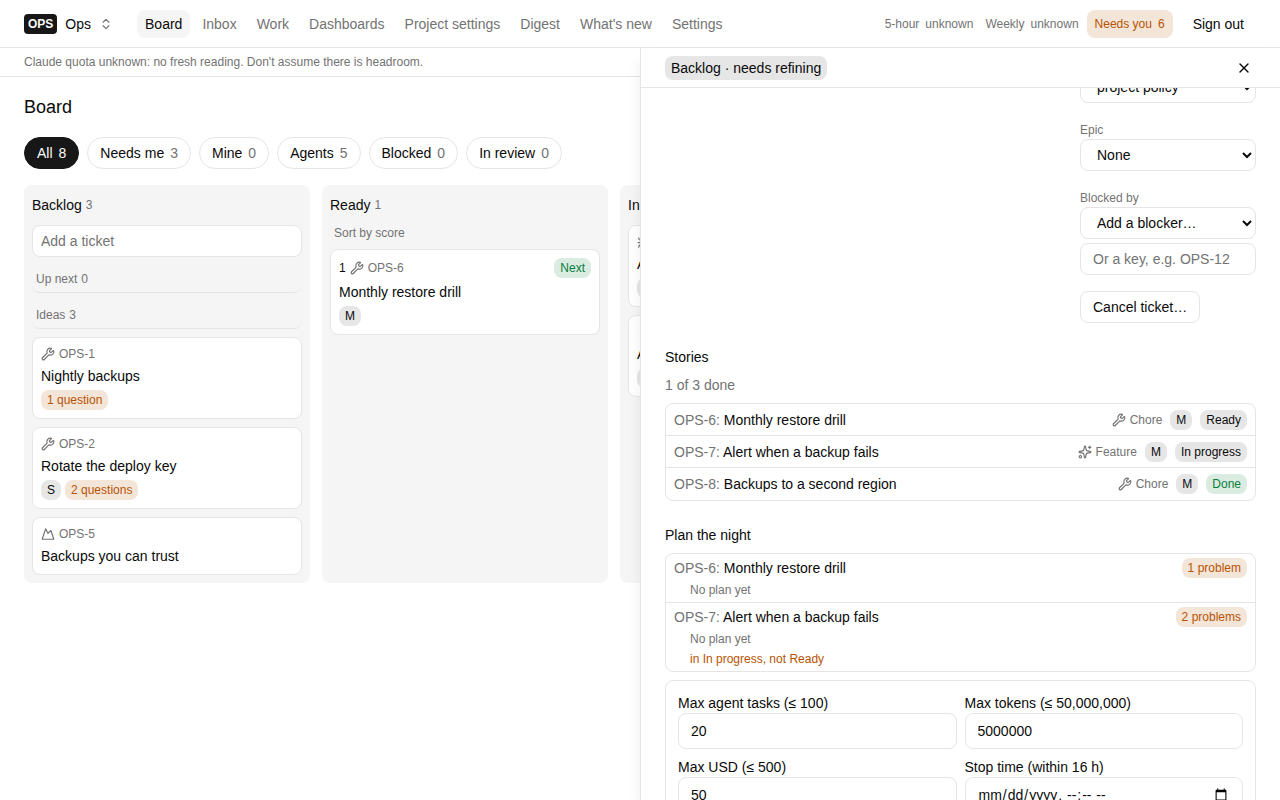 OPS Ops Board Inbox Work Dashboards Project settings Digest What's new Settings 5-hour unknown Weekly unknown Needs you 6 Sign out
Claude quota unknown: no fresh reading. Don't assume there is headroom.
Board
All 8 Needs me 3 Mine 0 Agents 5 Blocked 0 In review 0
Backlog 3
Add a ticket
Up next 0
Ideas 3
OPS-1
Nightly backups
1 question
OPS-2
Rotate the deploy key
S 2 questions
OPS-5
Backups you can trust
Ready 1
Sort by score
1 OPS-6 Next
Monthly restore drill
M
In
Backlog · needs refining
project policy
Epic
None
Blocked by
Add a blocker…
Or a key, e.g. OPS-12
Cancel ticket…
Stories
1 of 3 done
OPS-6: Monthly restore drill Chore M Ready
OPS-7: Alert when a backup fails Feature M In progress
OPS-8: Backups to a second region Chore M Done
Plan the night
OPS-6: Monthly restore drill 1 problem
No plan yet
OPS-7: Alert when a backup fails 2 problems
No plan yet
in In progress, not Ready
Max agent tasks (≤ 100) Max tokens (≤ 50,000,000)
20 5000000
Max USD (≤ 500) Stop time (within 16 h)
50 mm/dd/yyyy, --:-- --